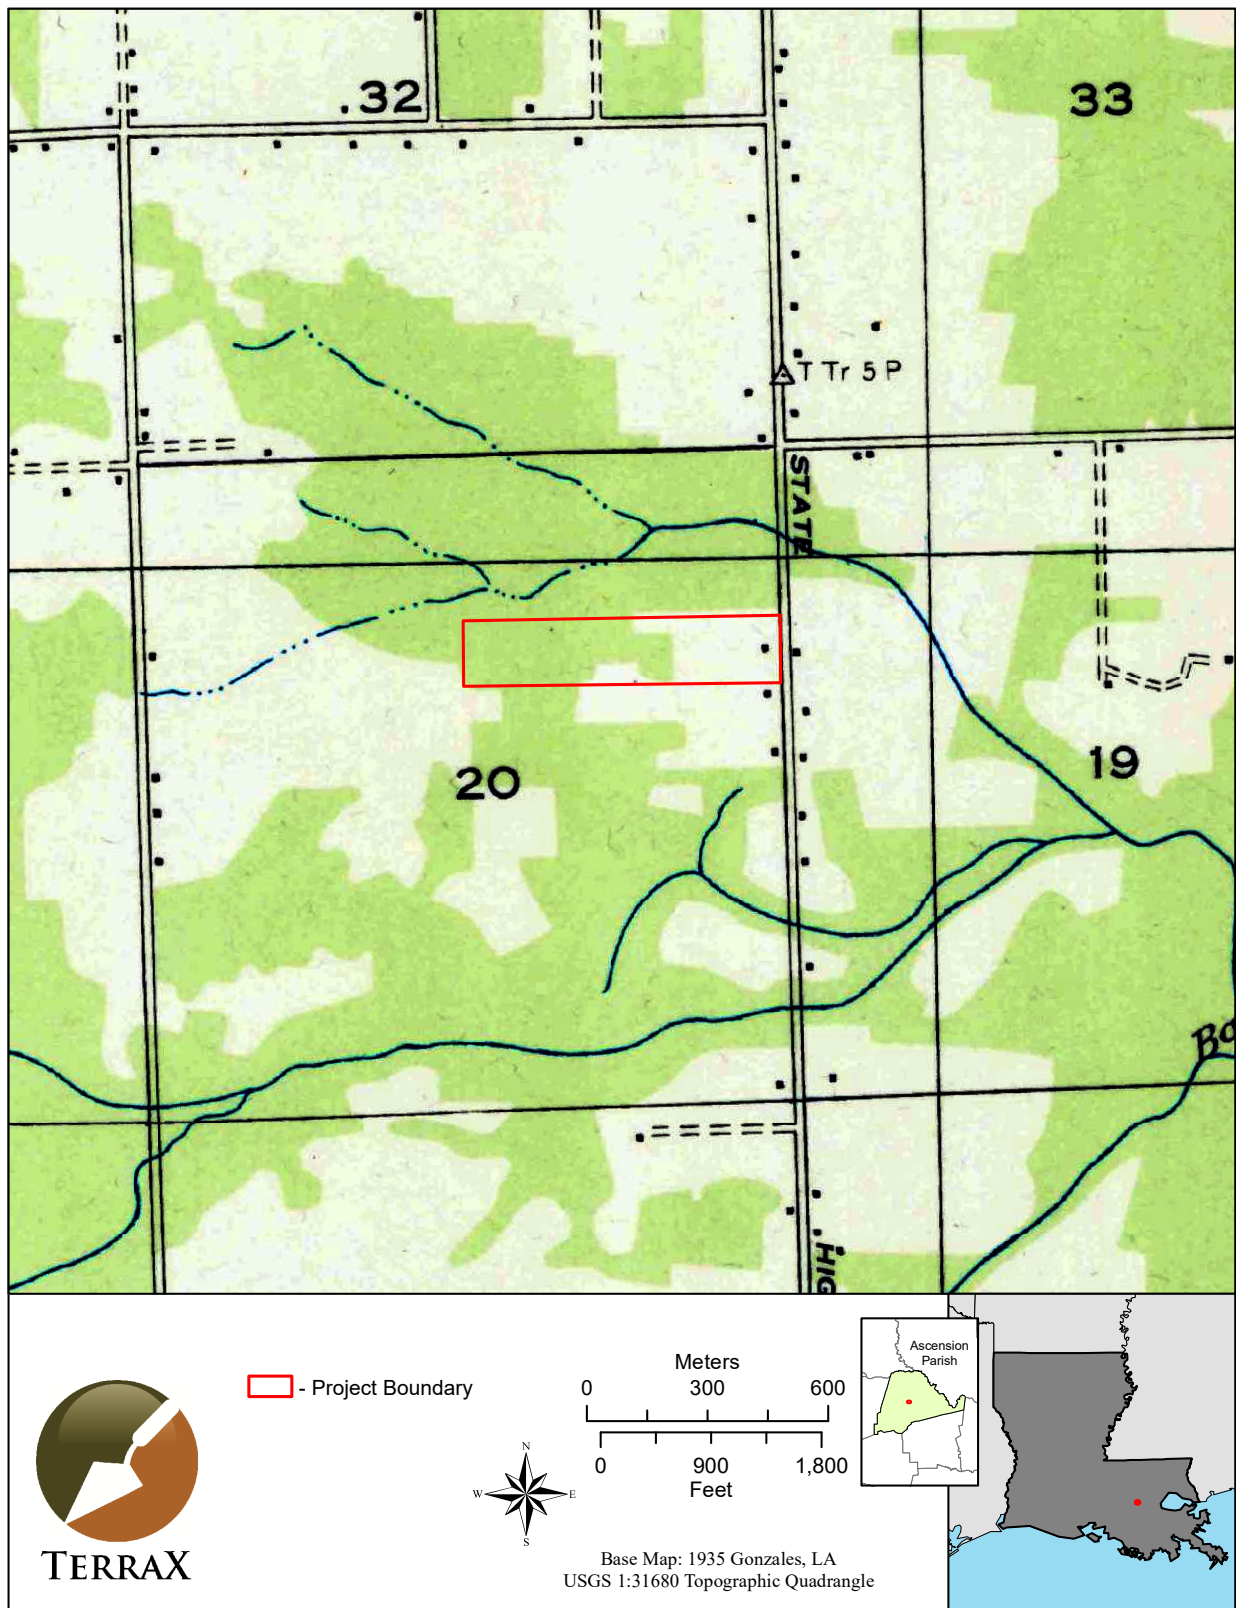 32
33
T Tr 5 P
STATE
20
19
Bo
HIG
- Project Boundary
Meters
0 300 600
0 900 1,800
Feet
N
W E
S
Ascension
Parish
TERRAX
Base Map: 1935 Gonzales, LA
USGS 1:31680 Topographic Quadrangle